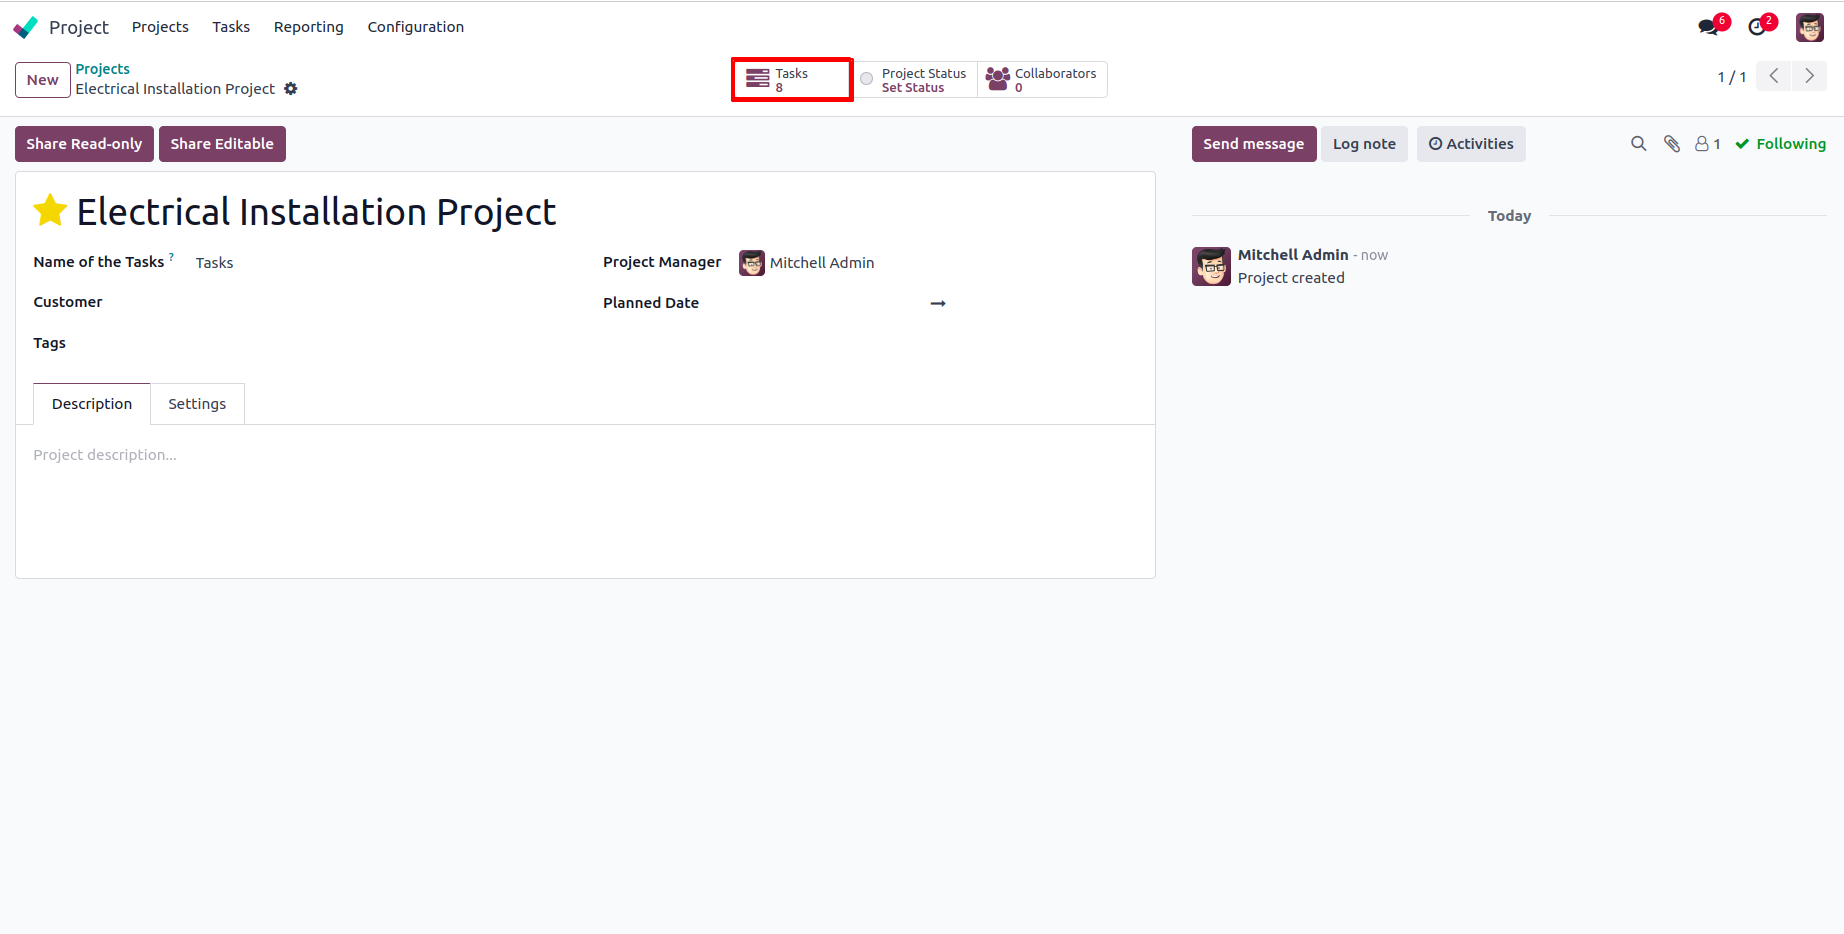 Project Projects Tasks Reporting Configuration 6 2
New Projects
Electrical Installation Project
Tasks
8
Project Status
Set Status
Collaborators
0
1 / 1
Share Read-only Share Editable
Send message Log note Activities 1 Following
Electrical Installation Project
Name of the Tasks ? Tasks
Project Manager Mitchell Admin
Customer
Planned Date
Tags
Description Settings
Project description...
Today
Mitchell Admin - now
Project created